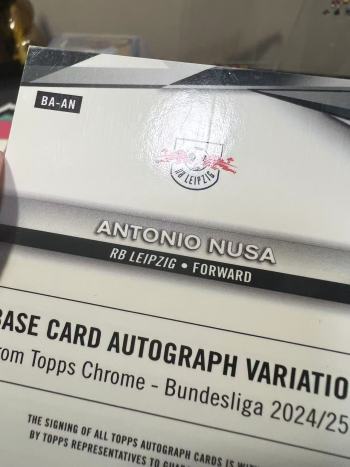 BA-AN
RB LEIPZIG
ANTONIO NUSA
RB LEIPZIG • FORWARD
BASE CARD AUTOGRAPH VARIATIO
rom Topps Chrome - Bundesliga 2024/25
THE SIGNING OF ALL TOPPS AUTOGRAPH CARDS IS
BY TOPPS REPRESENTATIVES TO